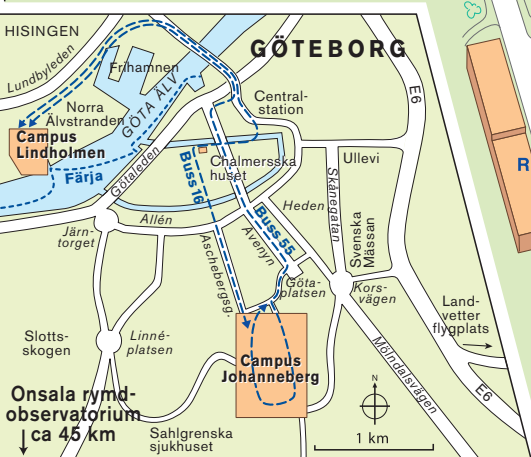 HISINGEN
GÖTEBORG
Lundbyleden
Frihamnen
GÖTA ÄLV
Norra
Älvstranden
Central-
station
E6
Campus
Lindholmen
Färja
Götaleden
Buss 16
Chalmersska
huset
Ullevi
R
Allén
Järn-
torget
Heden
Skånegatan
Svenska
Mässan
Buss 55
Avenyn
Aschebergsg.
Göta-
platsen
Kors-
vägen
Land-
vetter
flygplats
Slotts-
skogen
Linné-
platsen
Campus
Johanneberg
Mölndalsvägen
E6
Onsala rymd-
observatorium
ca 45 km
Sahlgrenska
sjukhuset
N
1 km